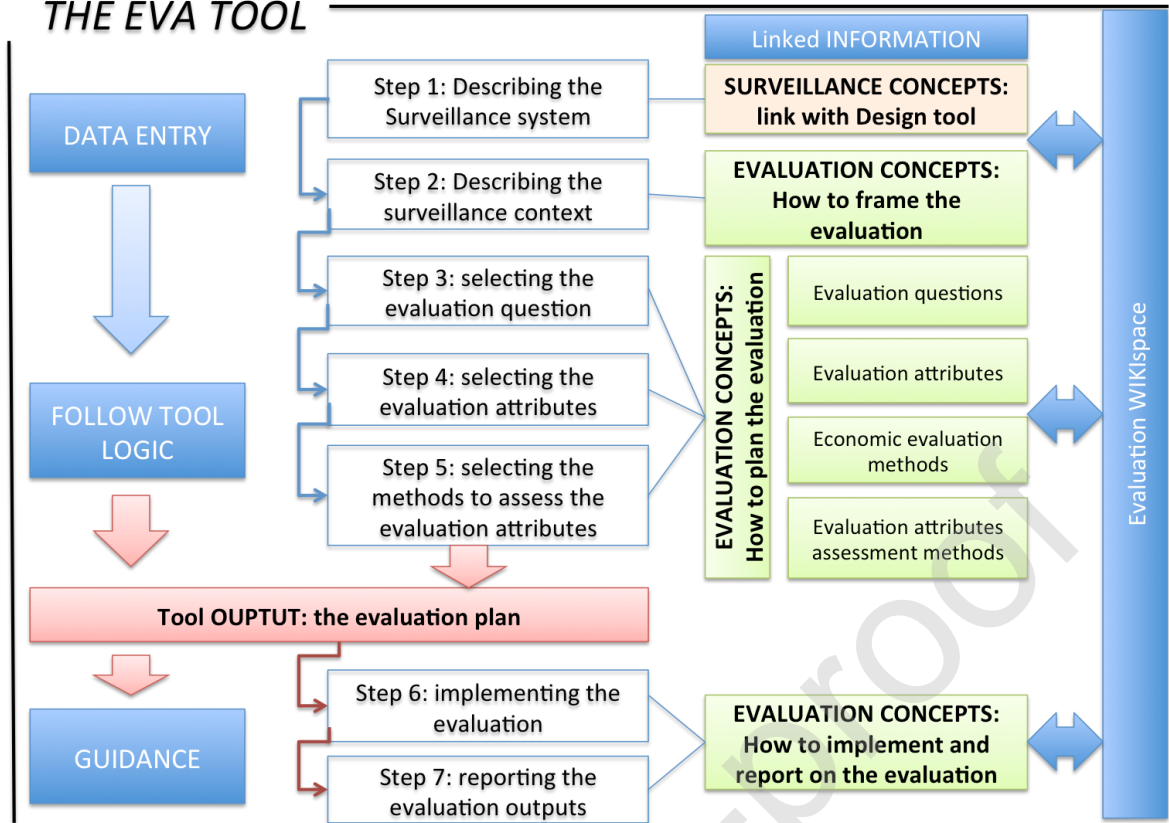 THE EVA TOOL
Linked INFORMATION
DATA ENTRY
Step 1: Describing the
Surveillance system
SURVEILLANCE CONCEPTS:
link with Design tool
Step 2: Describing the
surveillance context
EVALUATION CONCEPTS:
How to frame the
evaluation
Step 3: selecting the
evaluation question
Step 4: selecting the
evaluation attributes
Step 5: selecting the
methods to assess the
evaluation attributes
EVALUATION CONCEPTS:
How to plan the evaluation
Evaluation questions
Evaluation attributes
Economic evaluation
methods
Evaluation attributes
assessment methods
FOLLOW TOOL
LOGIC
Tool OUPTUT: the evaluation plan
GUIDANCE
Step 6: implementing the
evaluation
Step 7: reporting the
evaluation outputs
EVALUATION CONCEPTS:
How to implement and
report on the evaluation
Evaluation WIKIspace
proof